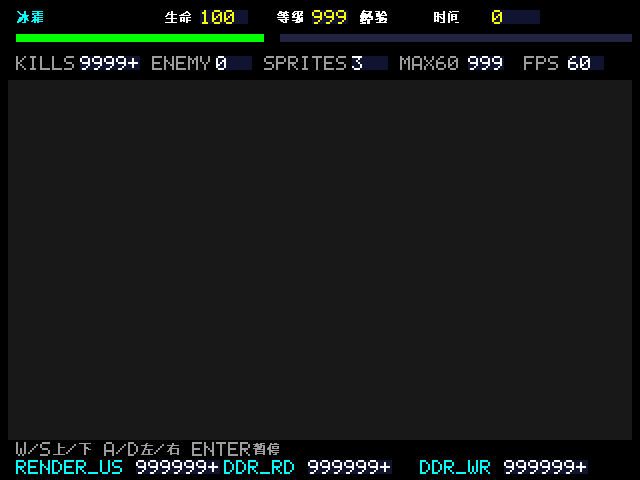 冰霜 生命 100 等级 999 经验 时间 0
KILLS 9999+ ENEMY 0 SPRITES 3 MAX60 999 FPS 60
W/S上/下 A/D左/右 ENTER暂停
RENDER_US 999999+ DDR_RD 999999+ DDR_WR 999999+